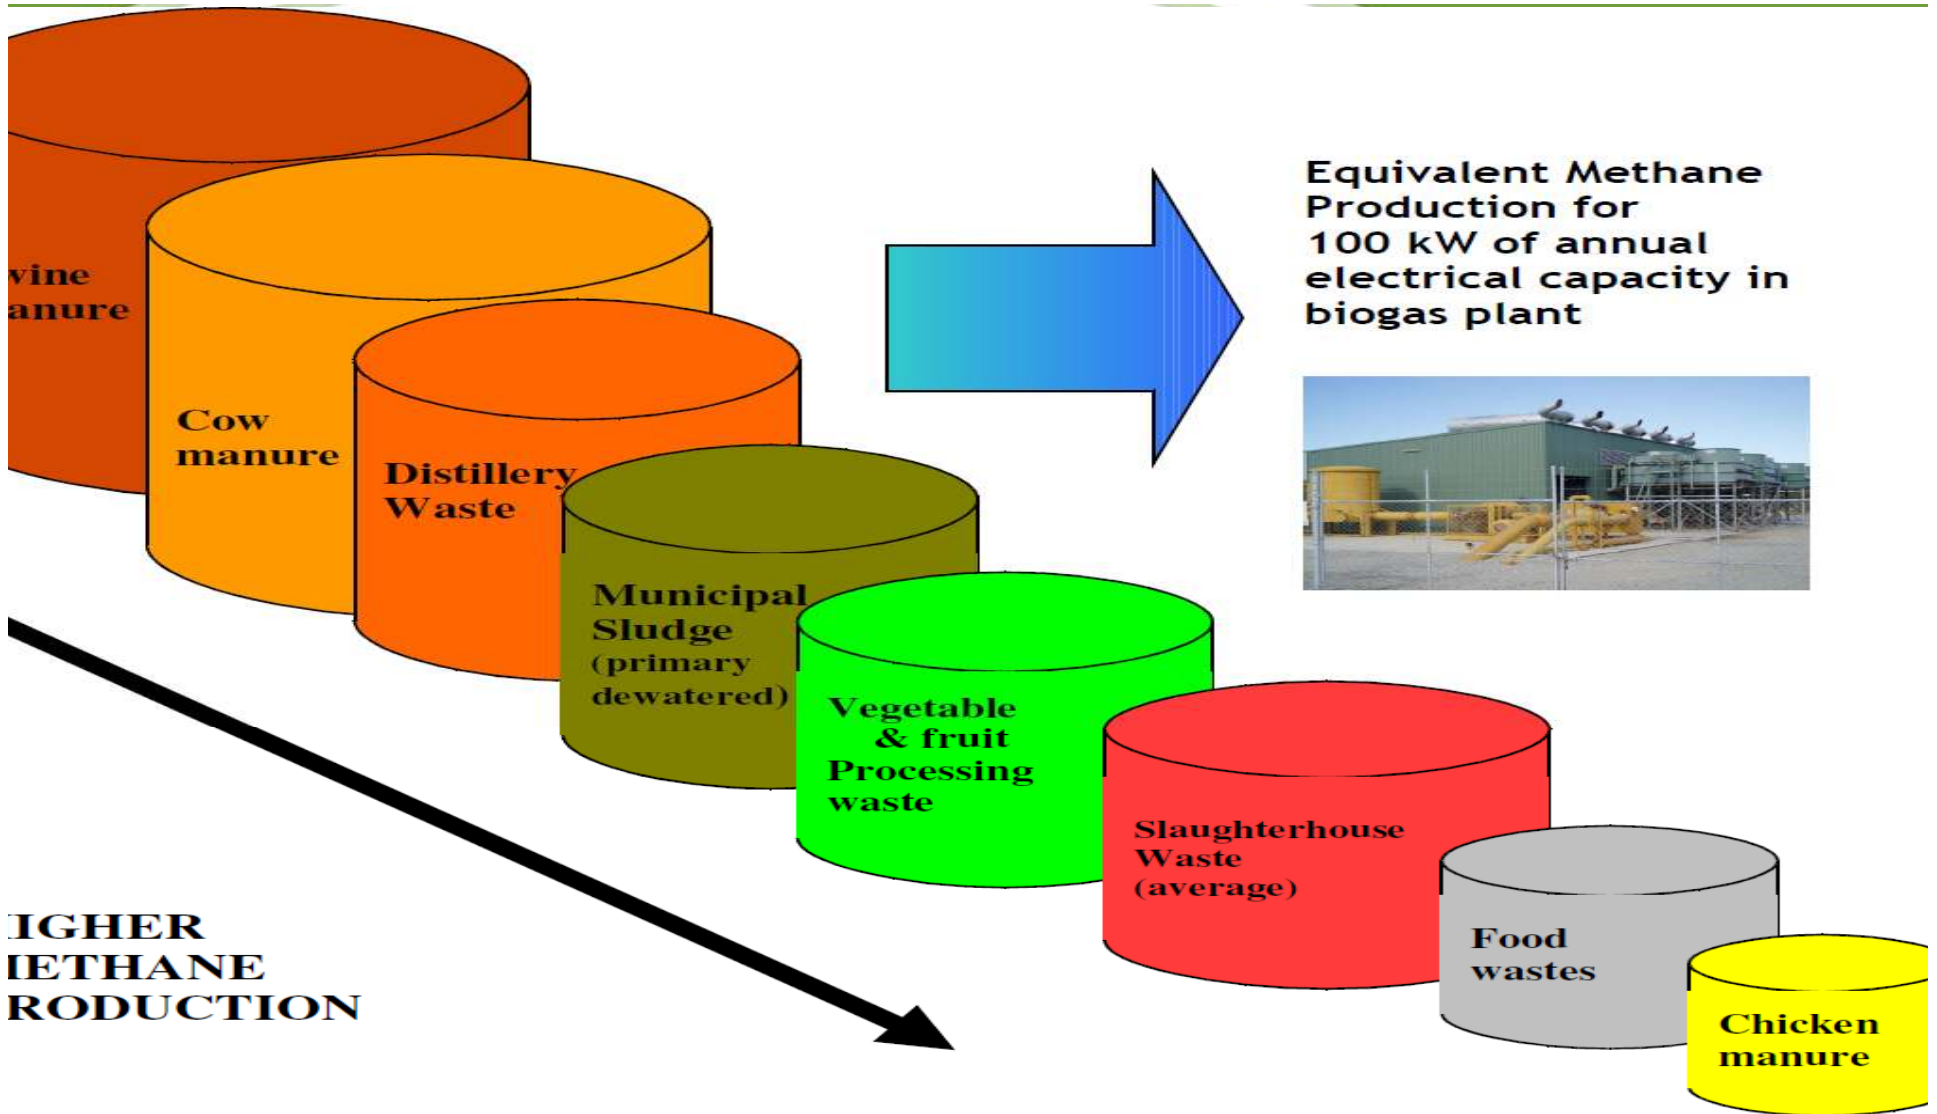 Equivalent Methane
Production for
100 kW of annual
electrical capacity in
biogas plant
vine
anure
Cow
manure
Distillery
Waste
Municipal
Sludge
(primary
dewatered)
Vegetable
& fruit
Processing
waste
Slaughterhouse
Waste
(average)
Food
wastes
Chicken
manure
IGHER
ETHANE
RODUCTION